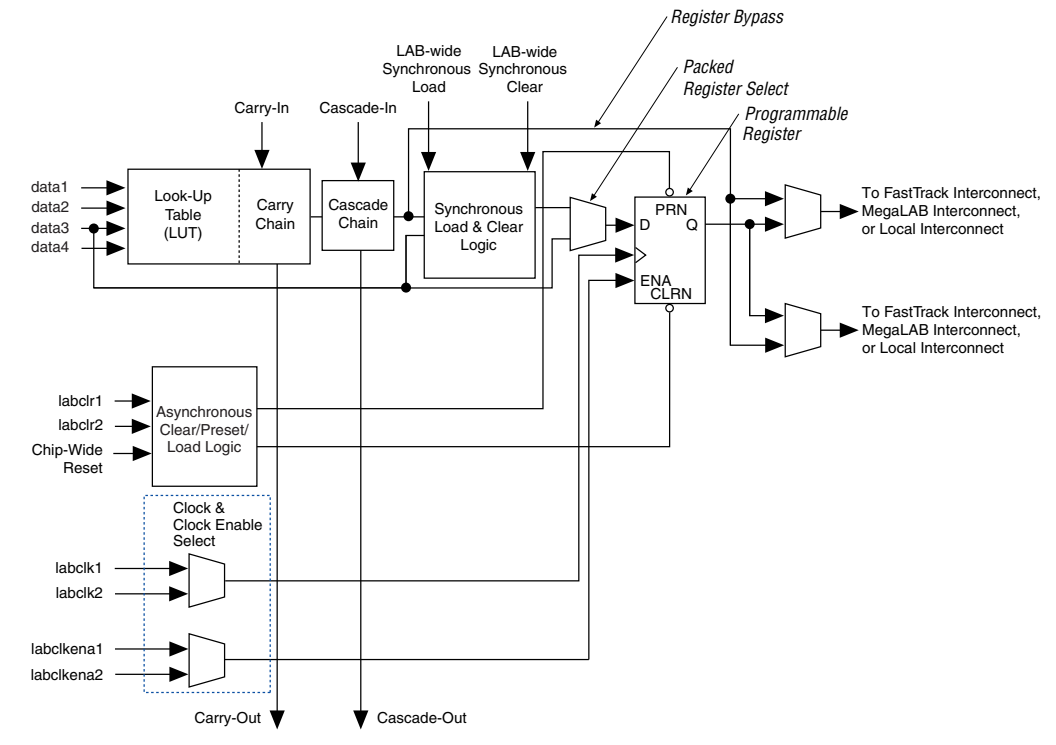 Register Bypass
LAB-wide
Synchronous
Load
LAB-wide
Synchronous
Clear
Packed
Register Select
Carry-In
Cascade-In
Programmable
Register
data1
data2
data3
data4
Look-Up
Table
(LUT)
Carry
Chain
Cascade
Chain
Synchronous
Load & Clear
Logic
PRN
D
Q
ENA
CLRN
To FastTrack Interconnect,
MegaLAB Interconnect,
or Local Interconnect
To FastTrack Interconnect,
MegaLAB Interconnect,
or Local Interconnect
labclr1
labclr2
Chip-Wide
Reset
Asynchronous
Clear/Preset/
Load Logic
Clock &
Clock Enable
Select
labclk1
labclk2
labclkena1
labclkena2
Carry-Out
Cascade-Out